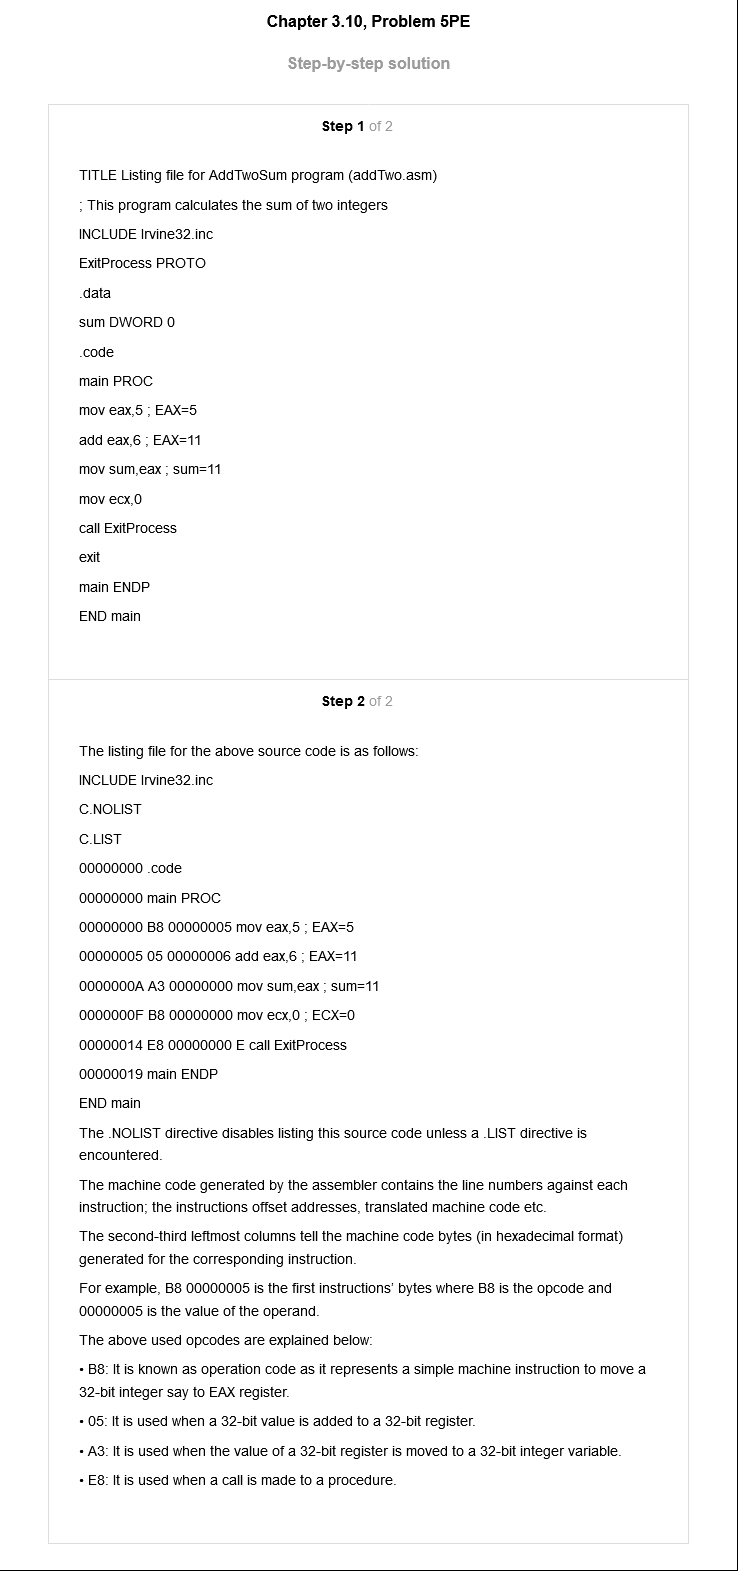 Chapter 3.10, Problem 5PE
Step-by-step solution
Step 1 of 2
TITLE Listing file for AddTwoSum program (addTwo.asm)
; This program calculates the sum of two integers
INCLUDE Irvine32.inc
ExitProcess PROTO
.data
sum DWORD 0
.code
main PROC
mov eax,5 ; EAX=5
add eax,6 ; EAX=11
mov sum,eax ; sum=11
mov ecx,0
call ExitProcess
exit
main ENDP
END main
Step 2 of 2
The listing file for the above source code is as follows:
INCLUDE Irvine32.inc
C.NOLIST
C.LIST
00000000 .code
00000000 main PROC
00000000 B8 00000005 mov eax,5 ; EAX=5
00000005 05 00000006 add eax,6 ; EAX=11
0000000A A3 00000000 mov sum,eax ; sum=11
0000000F B8 00000000 mov ecx,0 ; ECX=0
00000014 E8 00000000 E call ExitProcess
00000019 main ENDP
END main
The .NOLIST directive disables listing this source code unless a .LIST directive is
encountered.
The machine code generated by the assembler contains the line numbers against each
instruction; the instructions offset addresses, translated machine code etc.
The second-third leftmost columns tell the machine code bytes (in hexadecimal format)
generated for the corresponding instruction.
For example, B8 00000005 is the first instructions' bytes where B8 is the opcode and
00000005 is the value of the operand.
The above used opcodes are explained below:
• B8: It is known as operation code as it represents a simple machine instruction to move a
32-bit integer say to EAX register.
• 05: It is used when a 32-bit value is added to a 32-bit register.
• A3: It is used when the value of a 32-bit register is moved to a 32-bit integer variable.
• E8: It is used when a call is made to a procedure.